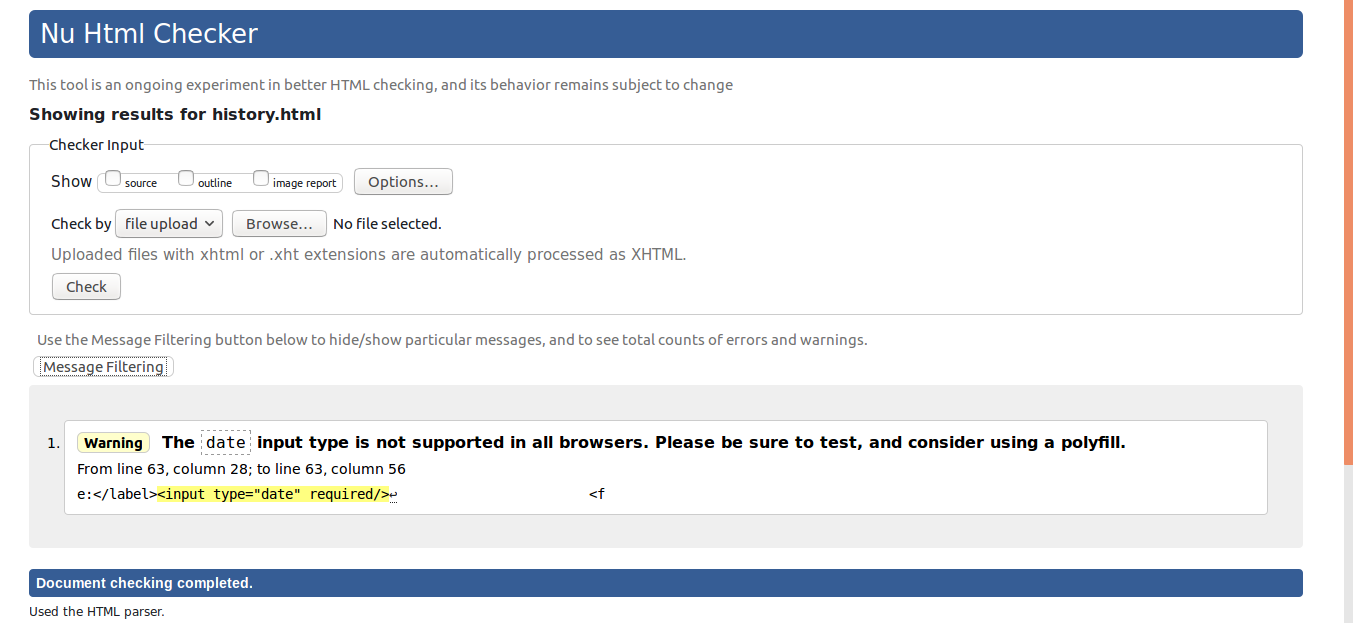 Nu Html Checker
This tool is an ongoing experiment in better HTML checking, and its behavior remains subject to change
Showing results for history.html
Checker Input
Show source outline image report Options...
Check by file upload Browse... No file selected.
Uploaded files with xhtml or .xht extensions are automatically processed as XHTML.
Check
Use the Message Filtering button below to hide/show particular messages, and to see total counts of errors and warnings.
Message Filtering
1. Warning The date input type is not supported in all browsers. Please be sure to test, and consider using a polyfill.
From line 63, column 28; to line 63, column 56
e:</label><input type="date" required/>↩ <f
Document checking completed.
Used the HTML parser.